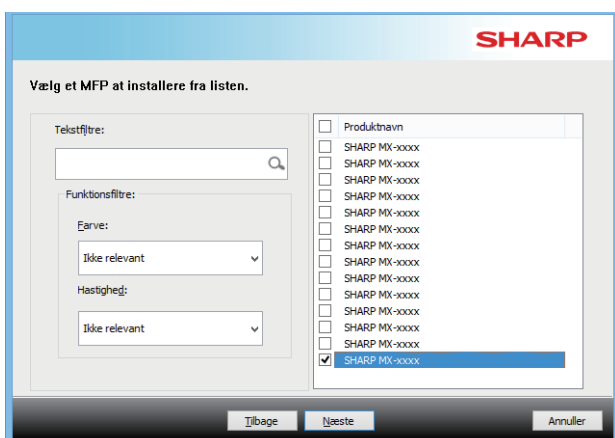 SHARP
Vælg et MFP at installere fra listen.
Tekstfiltre:
Funktionsfiltre:
Farve:
Ikke relevant
Hastighed:
Ikke relevant
Produktnavn
SHARP MX-xxxx
SHARP MX-xxxx
SHARP MX-xxxx
SHARP MX-xxxx
SHARP MX-xxxx
SHARP MX-xxxx
SHARP MX-xxxx
SHARP MX-xxxx
SHARP MX-xxxx
SHARP MX-xxxx
SHARP MX-xxxx
SHARP MX-xxxx
SHARP MX-xxxx
SHARP MX-xxxx
Tilbage Næste Annuller